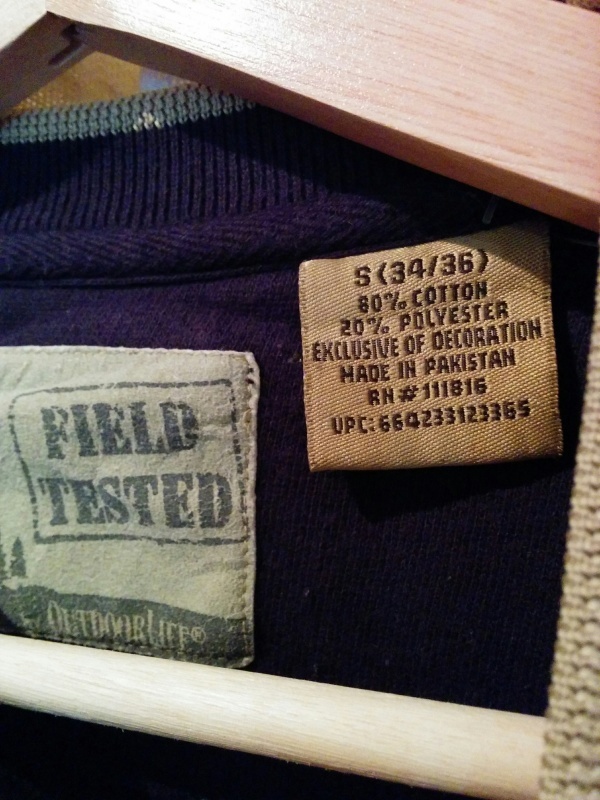 S (34/36)
80% COTTON
20% POLYESTER
EXCLUSIVE OF DECORATION
MADE IN PAKISTAN
RN # 111816
UPC: 664233123365
FIELD
TESTED
OUTDOOR LIFE®